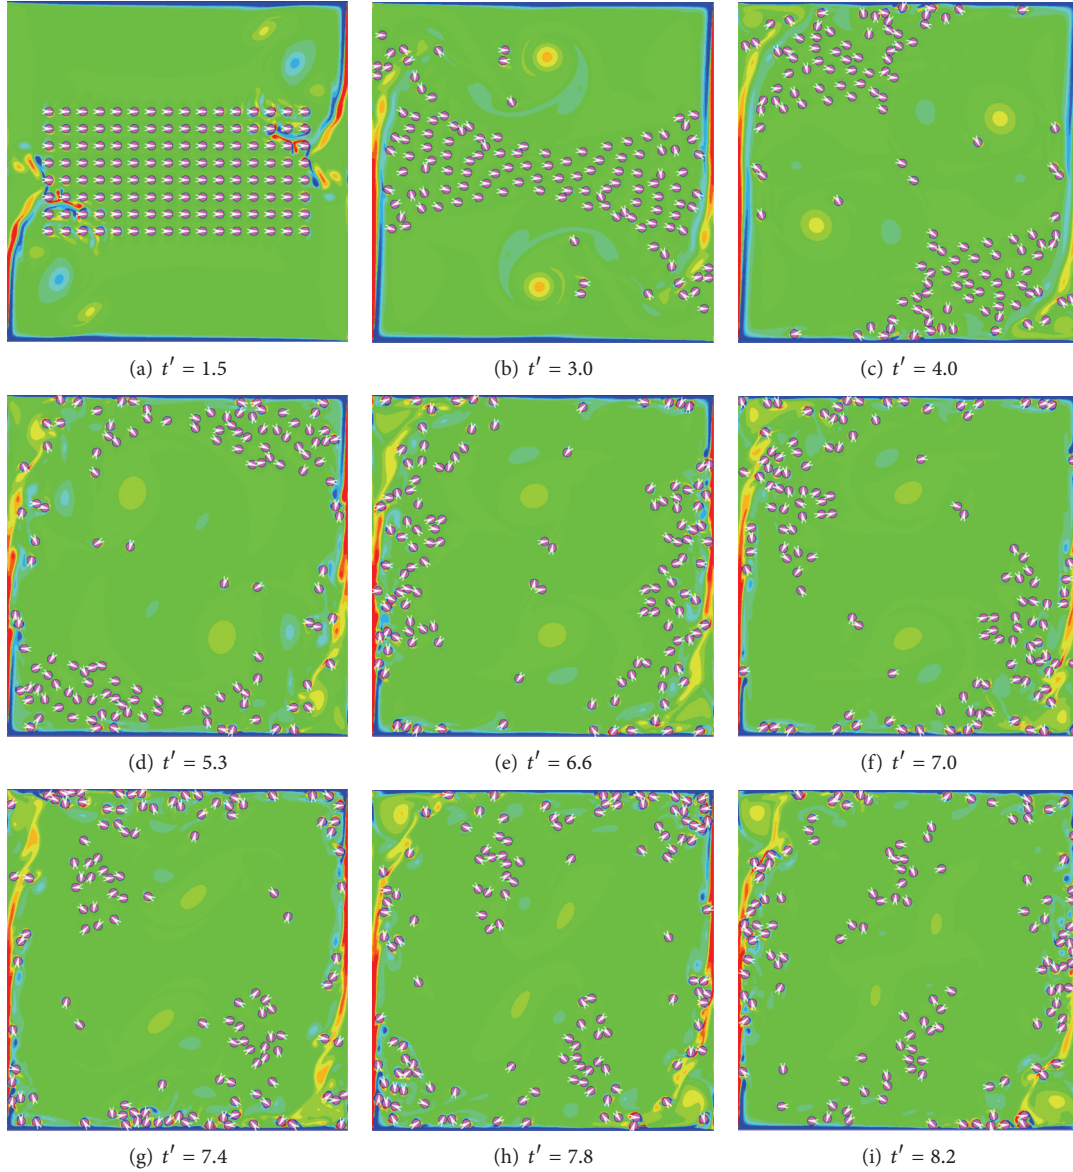 (a) t′ = 1.5
(b) t′ = 3.0
(c) t′ = 4.0
(d) t′ = 5.3
(e) t′ = 6.6
(f) t′ = 7.0
(g) t′ = 7.4
(h) t′ = 7.8
(i) t′ = 8.2